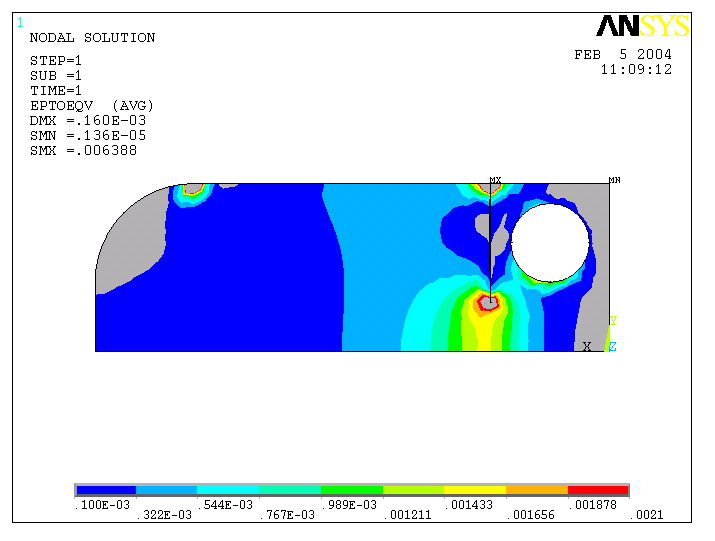 1
ANSYS
NODAL SOLUTION
FEB 5 2004
11:09:12
STEP=1
SUB =1
TIME=1
EPTOEQV (AVG)
DMX =.160E-03
SMN =.136E-05
SMX =.006388
MX
MN
Y
X
Z
.100E-03 .544E-03 .989E-03 .001433 .001878
.322E-03 .767E-03 .001211 .001656 .0021